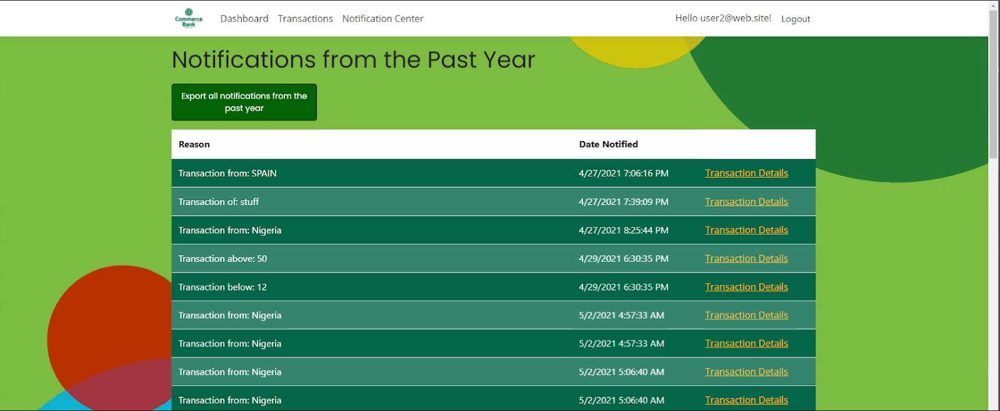 Commerce
Bank
Dashboard Transactions Notification Center Hello user2@web.site! Logout
Notifications from the Past Year
Export all notifications from the
past year
Reason Date Notified
Transaction from: SPAIN 4/27/2021 7:06:16 PM Transaction Details
Transaction of: stuff 4/27/2021 7:39:09 PM Transaction Details
Transaction from: Nigeria 4/27/2021 8:25:44 PM Transaction Details
Transaction above: 50 4/29/2021 6:30:35 PM Transaction Details
Transaction below: 12 4/29/2021 6:30:35 PM Transaction Details
Transaction from: Nigeria 5/2/2021 4:57:33 AM Transaction Details
Transaction from: Nigeria 5/2/2021 4:57:33 AM Transaction Details
Transaction from: Nigeria 5/2/2021 5:06:40 AM Transaction Details
Transaction from: Nigeria 5/2/2021 5:06:40 AM Transaction Details